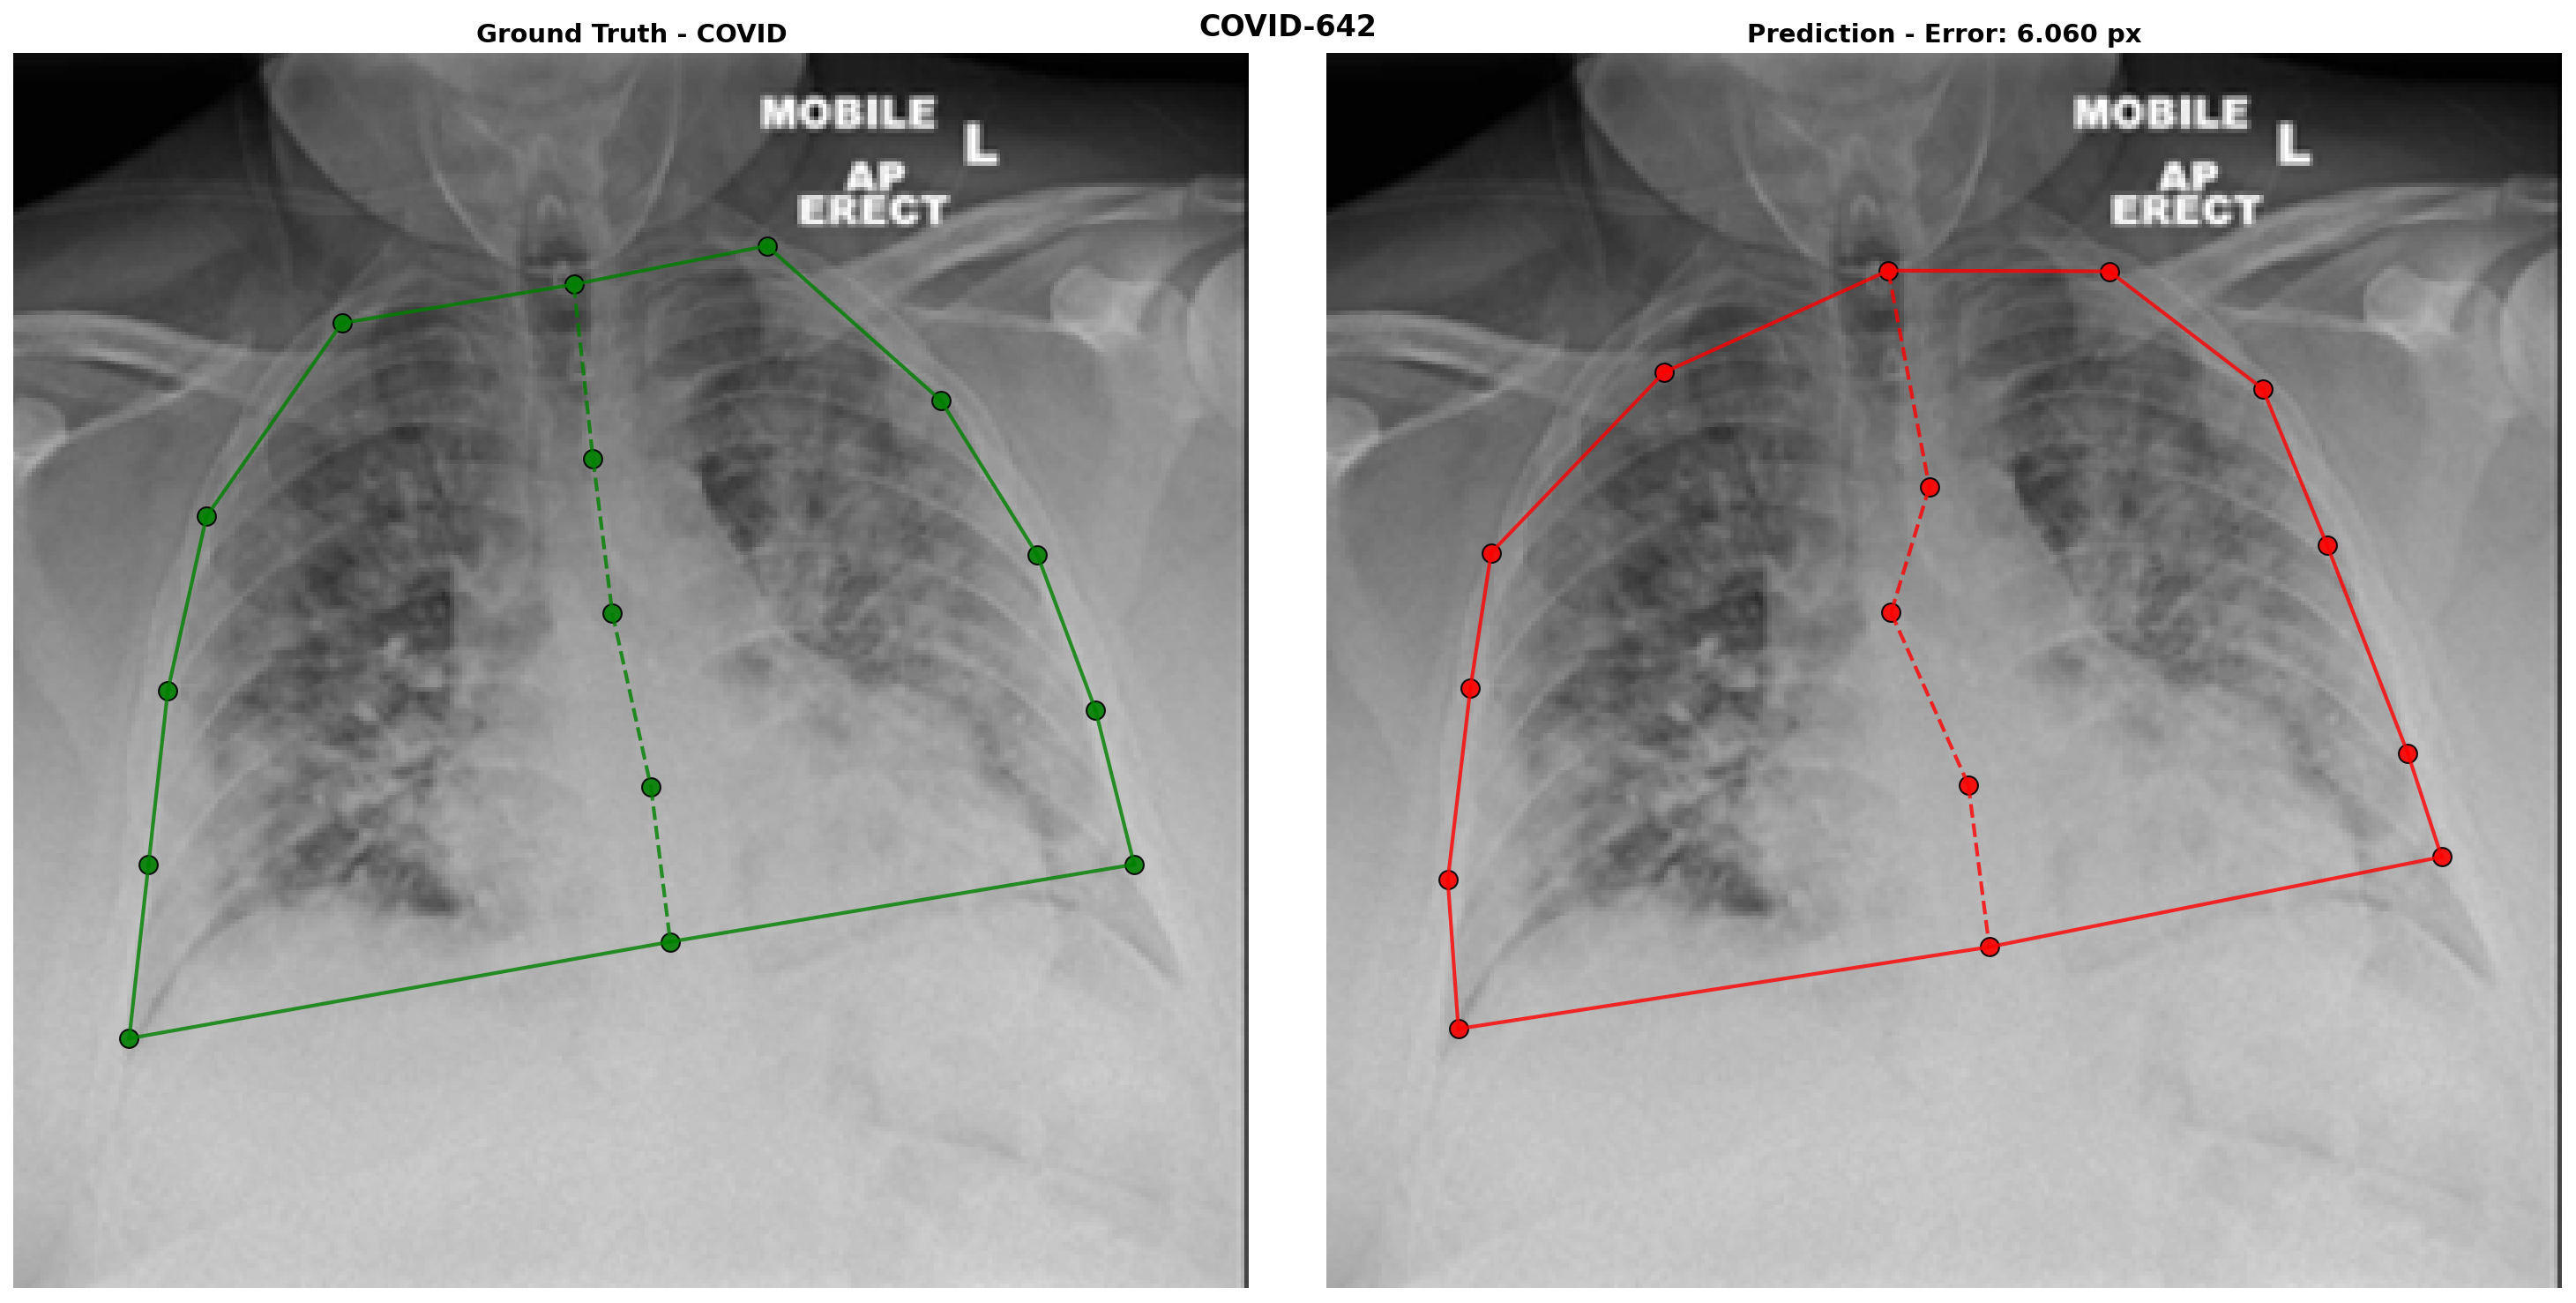 COVID-642
Ground Truth - COVID
Prediction - Error: 6.060 px
MOBILE
L
AP
ERECT
MOBILE
L
AP
ERECT